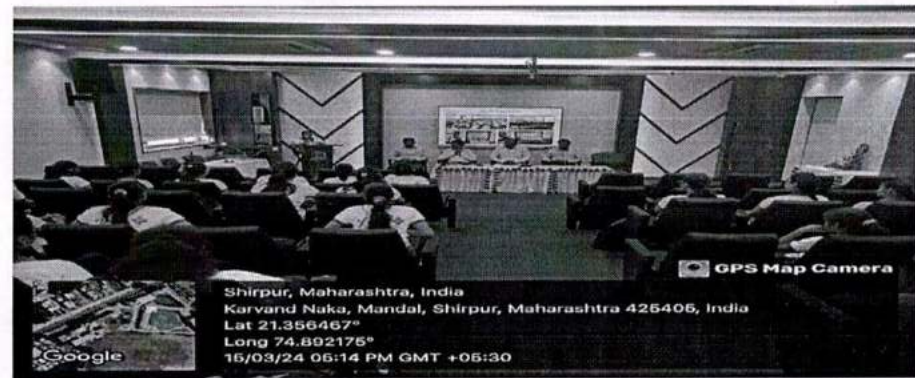 GPS Map Camera
Shirpur, Maharashtra, India
Karvand Naka, Mandal, Shirpur, Maharashtra 425405, India
Lat 21.356467°
Long 74.892175°
15/03/24 05:14 PM GMT +05:30
Google